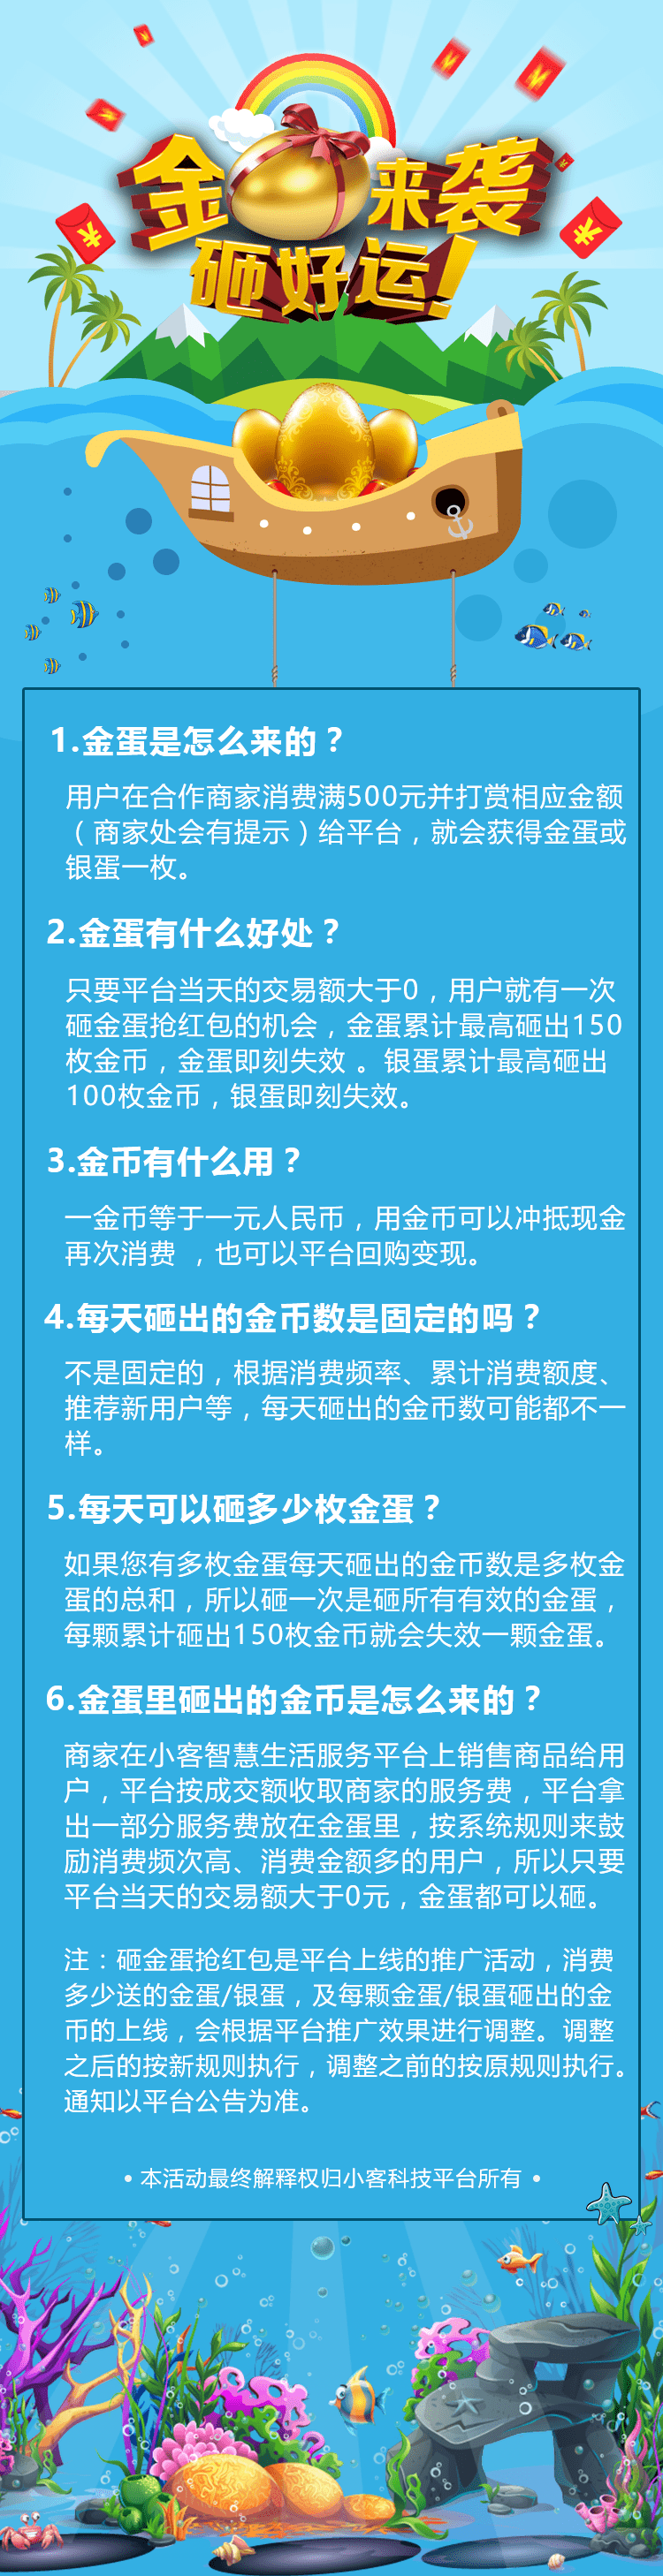 金来袭
砸好运!
1.金蛋是怎么来的？
用户在合作商家消费满500元并打赏相应金额
（商家处会有提示）给平台，就会获得金蛋或
银蛋一枚。
2.金蛋有什么好处？
只要平台当天的交易额大于0，用户就有一次
砸金蛋抢红包的机会，金蛋累计最高砸出150
枚金币，金蛋即刻失效 。银蛋累计最高砸出
100枚金币，银蛋即刻失效。
3.金币有什么用？
一金币等于一元人民币，用金币可以冲抵现金
再次消费 ，也可以平台回购变现。
4.每天砸出的金币数是固定的吗？
不是固定的，根据消费频率、累计消费额度、
推荐新用户等，每天砸出的金币数可能都不一
样。
5.每天可以砸多少枚金蛋？
如果您有多枚金蛋每天砸出的金币数是多枚金
蛋的总和，所以砸一次是砸所有有效的金蛋，
每颗累计砸出150枚金币就会失效一颗金蛋。
6.金蛋里砸出的金币是怎么来的？
商家在小客智慧生活服务平台上销售商品给用
户，平台按成交额收取商家的服务费，平台拿
出一部分服务费放在金蛋里，按系统规则来鼓
励消费频次高、消费金额多的用户，所以只要
平台当天的交易额大于0元，金蛋都可以砸。
注：砸金蛋抢红包是平台上线的推广活动，消费
多少送的金蛋/银蛋，及每颗金蛋/银蛋砸出的金
币的上线，会根据平台推广效果进行调整。调整
之后的按新规则执行，调整之前的按原规则执行。
通知以平台公告为准。
• 本活动最终解释权归小客科技平台所有 •